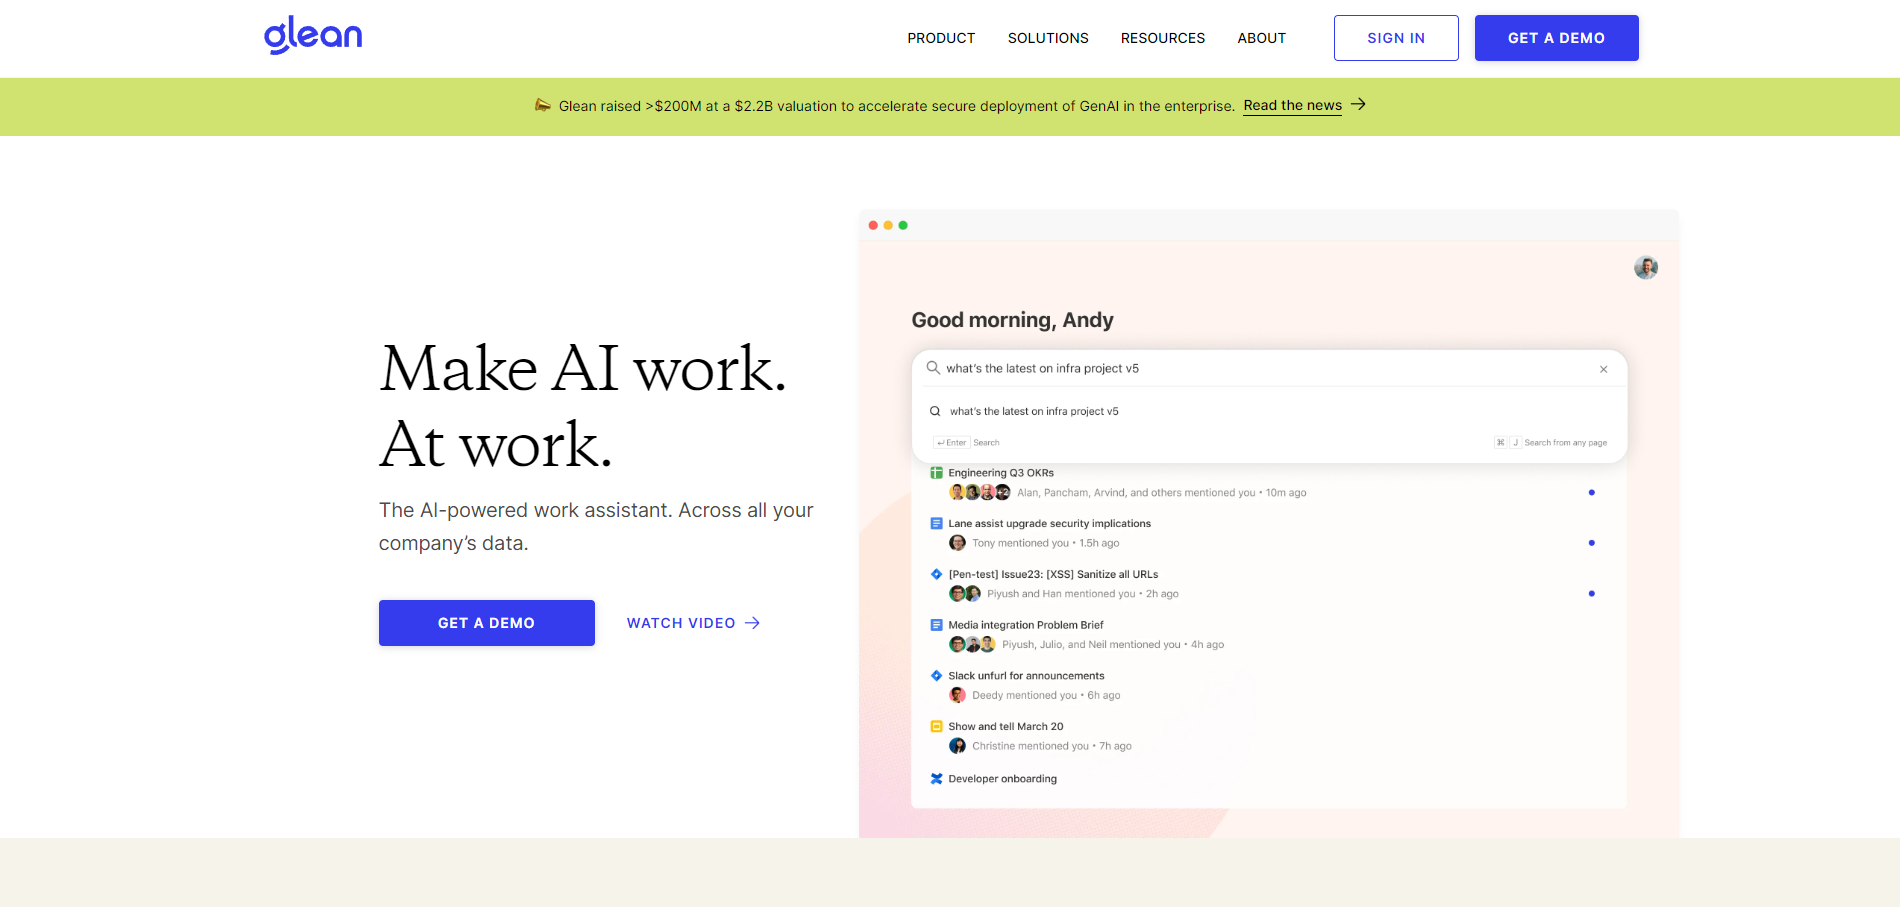 glean
PRODUCT SOLUTIONS RESOURCES ABOUT SIGN IN GET A DEMO
Glean raised >$200M at a $2.2B valuation to accelerate secure deployment of GenAI in the enterprise. Read the news →
Make AI work.
At work.
The AI-powered work assistant. Across all your
company’s data.
GET A DEMO WATCH VIDEO →
Good morning, Andy
what’s the latest on infra project v5
what’s the latest on infra project v5
↵ Enter Search ⌘ J Search from any page
Engineering Q3 OKRs
+2 Alan, Pancham, Arvind, and others mentioned you • 10m ago
Lane assist upgrade security implications
Tony mentioned you • 1.5h ago
[Pen-test] Issue23: [XSS] Sanitize all URLs
Piyush and Han mentioned you • 2h ago
Media integration Problem Brief
Piyush, Julio, and Neil mentioned you • 4h ago
Slack unfurl for announcements
Deedy mentioned you • 6h ago
Show and tell March 20
Christine mentioned you • 7h ago
Developer onboarding